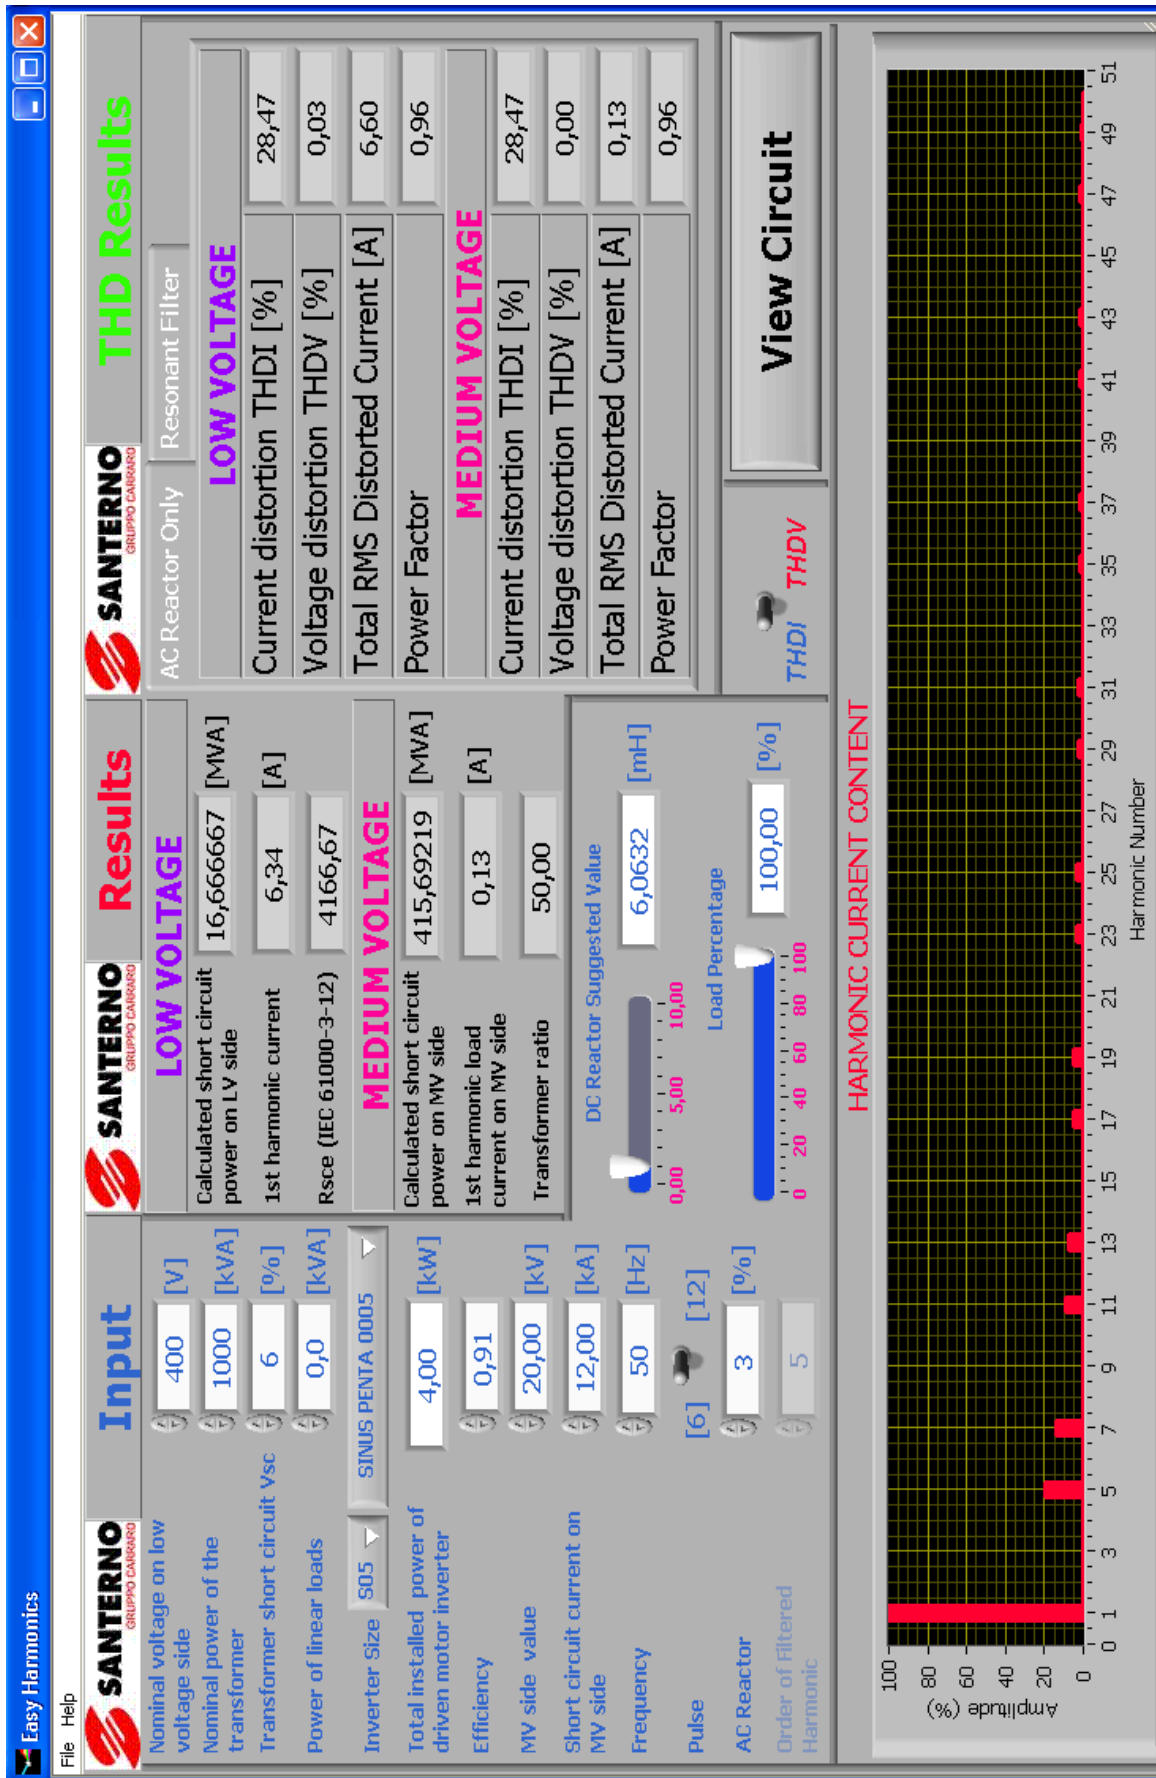 Easy Harmonics
File Help
SANTERNO
GRUPPO CARRARO
Input
Nominal voltage on low
voltage side
400 [V]
Nominal power of the
transformer
1000 [kVA]
Transformer short circuit Vsc
6 [%]
Power of linear loads
0,0 [kVA]
Inverter Size S05 SINUS PENTA 0005
Total installed power of
driven motor inverter
4,00 [kW]
Efficiency
0,91
MV side value
20,00 [kV]
Short circuit current on
MV side
12,00 [kA]
Frequency
50 [Hz]
Pulse
[6] [12]
AC Reactor
3 [%]
Order of Filtered
Harmonic
5
SANTERNO
GRUPPO CARRARO
Results
LOW VOLTAGE
Calculated short circuit
power on LV side
16,666667 [MVA]
1st harmonic current
6,34 [A]
Rsce (IEC 61000-3-12)
4166,67
MEDIUM VOLTAGE
Calculated short circuit
power on MV side
415,69219 [MVA]
1st harmonic load
current on MV side
0,13 [A]
Transformer ratio
50,00
DC Reactor Suggested Value
0,00 5,00 10,00
6,0632 [mH]
Load Percentage
0 20 40 60 80 100
100,00 [%]
SANTERNO
GRUPPO CARRARO
THD Results
AC Reactor Only Resonant Filter
LOW VOLTAGE
Current distortion THDI [%] 28,47
Voltage distortion THDV [%] 0,03
Total RMS Distorted Current [A] 6,60
Power Factor 0,96
MEDIUM VOLTAGE
Current distortion THDI [%] 28,47
Voltage distortion THDV [%] 0,00
Total RMS Distorted Current [A] 0,13
Power Factor 0,96
THDI THDV
View Circuit
HARMONIC CURRENT CONTENT
Amplitude (%)
100
80
60
40
20
0
0 1 3 5 7 9 11 13 15 17 19 21 23 25 27 29 31 33 35 37 39 41 43 45 47 49 51
Harmonic Number